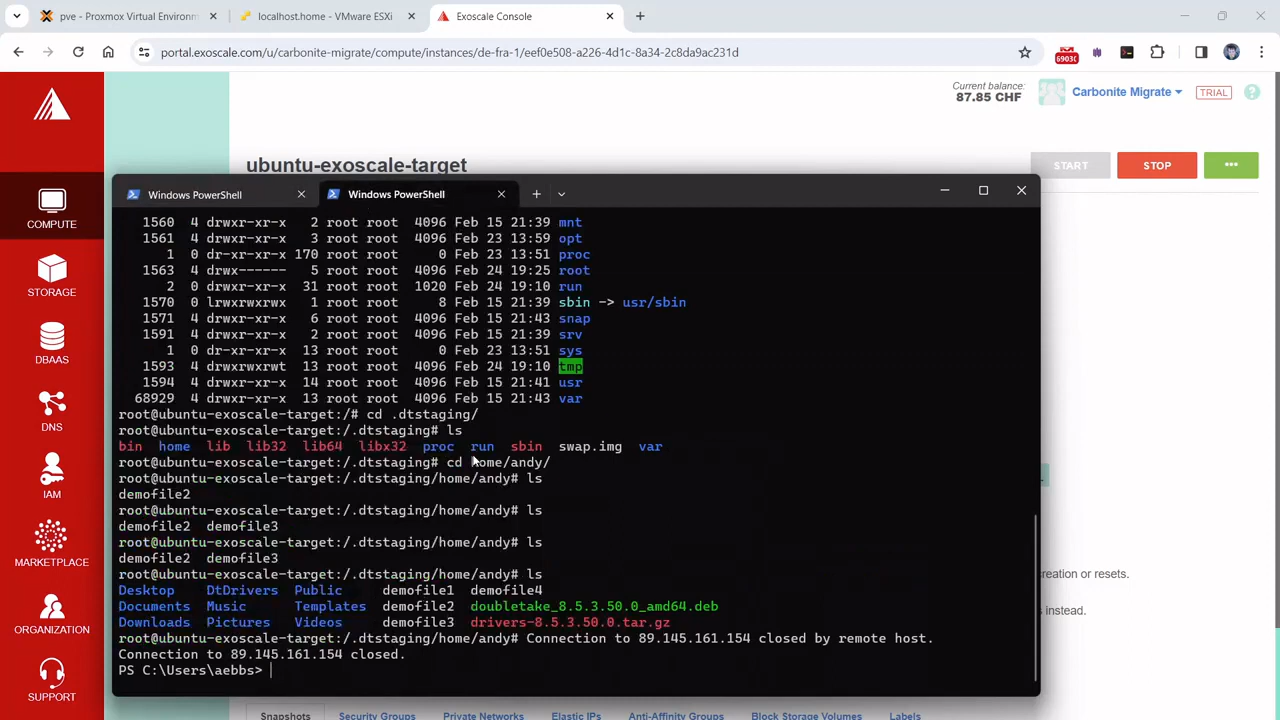 pve - Proxmox Virtual Environm
localhost.home - VMware ESXi
Exoscale Console
portal.exoscale.com/u/carbonite-migrate/compute/instances/de-fra-1/eef0e508-a226-4d1c-8a34-2c8da9ac231d
Current balance:
87.85 CHF
Carbonite Migrate
TRIAL
?
ubuntu-exoscale-target
START
STOP
•••
COMPUTE
STORAGE
DBAAS
DNS
IAM
MARKETPLACE
ORGANIZATION
SUPPORT
Windows PowerShell
Windows PowerShell
1560 4 drwxr-xr-x 2 root root 4096 Feb 15 21:39 mnt
1561 4 drwxr-xr-x 3 root root 4096 Feb 23 13:59 opt
1 0 dr-xr-xr-x 170 root root 0 Feb 23 13:51 proc
1563 4 drwx------ 5 root root 4096 Feb 24 19:25 root
2 0 drwxr-xr-x 31 root root 1020 Feb 24 19:10 run
1570 0 lrwxrwxrwx 1 root root 8 Feb 15 21:39 sbin -> usr/sbin
1571 4 drwxr-xr-x 6 root root 4096 Feb 15 21:43 snap
1591 4 drwxr-xr-x 2 root root 4096 Feb 15 21:39 srv
1 0 dr-xr-xr-x 13 root root 0 Feb 23 13:51 sys
1593 4 drwxrwxrwt 13 root root 4096 Feb 24 19:10 tmp
1594 4 drwxr-xr-x 14 root root 4096 Feb 15 21:41 usr
68929 4 drwxr-xr-x 13 root root 4096 Feb 15 21:43 var
root@ubuntu-exoscale-target:/# cd .dtstaging/
root@ubuntu-exoscale-target:/.dtstaging# ls
bin home lib lib32 lib64 libx32 proc run sbin swap.img var
root@ubuntu-exoscale-target:/.dtstaging# cd home/andy/
root@ubuntu-exoscale-target:/.dtstaging/home/andy# ls
demofile2
root@ubuntu-exoscale-target:/.dtstaging/home/andy# ls
demofile2 demofile3
root@ubuntu-exoscale-target:/.dtstaging/home/andy# ls
demofile2 demofile3
root@ubuntu-exoscale-target:/.dtstaging/home/andy# ls
Desktop DtDrivers Public demofile1 demofile4
Documents Music Templates demofile2 doubletake_8.5.3.50.0_amd64.deb
Downloads Pictures Videos demofile3 drivers-8.5.3.50.0.tar.gz
root@ubuntu-exoscale-target:/.dtstaging/home/andy# Connection to 89.145.161.154 closed by remote host.
Connection to 89.145.161.154 closed.
PS C:\Users\aebbs>
creation or resets.
instead.
Snapshots
Security Groups
Private Networks
Elastic IPs
Anti-Affinity Groups
Block Storage Volumes
Labels